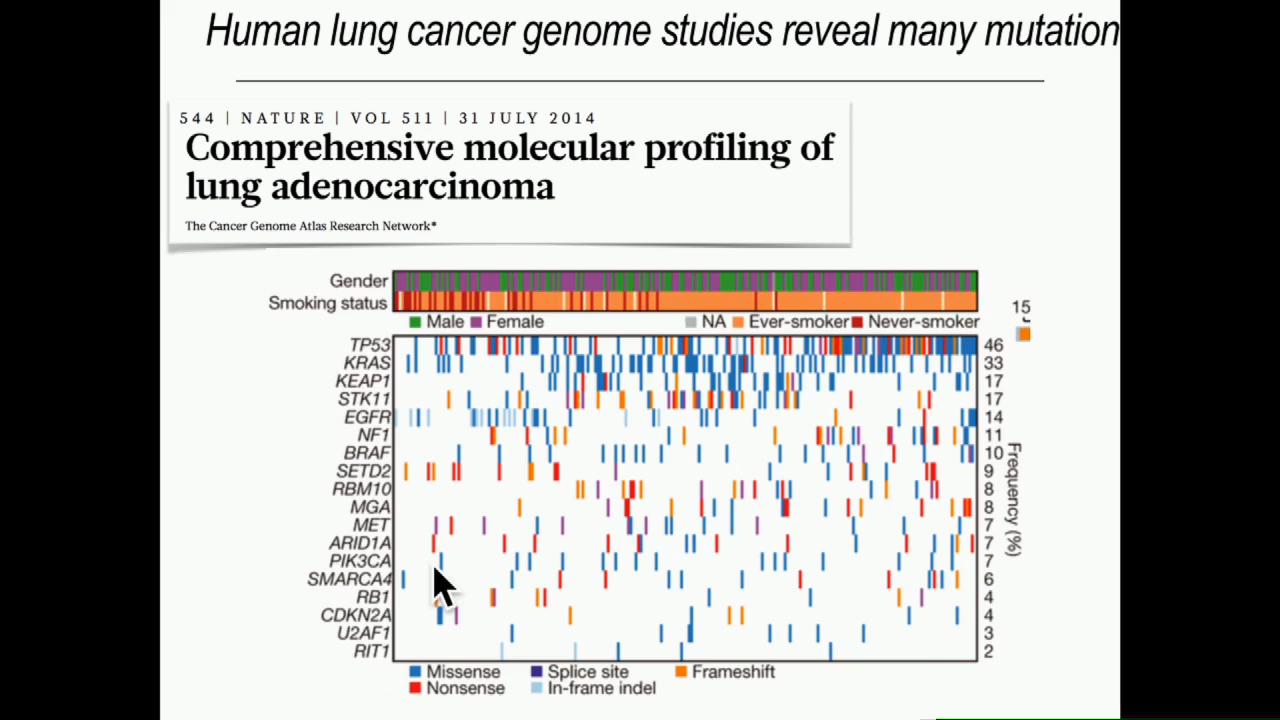 Human lung cancer genome studies reveal many mutation
544 | NATURE | VOL 511 | 31 JULY 2014
Comprehensive molecular profiling of
lung adenocarcinoma
The Cancer Genome Atlas Research Network*
Gender
Smoking status
15
Male Female NA Ever-smoker Never-smoker
TP53 46
KRAS 33
KEAP1 17
STK11 17
EGFR 14
NF1 11
BRAF 10
SETD2 9
RBM10 8
MGA 8
MET 7
ARID1A 7
PIK3CA 7
SMARCA4 6
RB1 4
CDKN2A 4
U2AF1 3
RIT1 2
Frequency (%)
Missense Splice site Frameshift
Nonsense In-frame indel